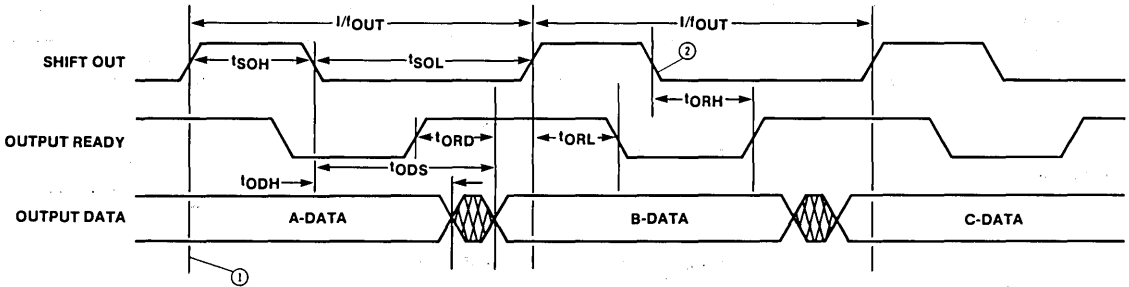 1/fOUT
1/fOUT
SHIFT OUT
tSOH
tSOL
②
tORH
OUTPUT READY
tORD
tORL
tODS
tODH
OUTPUT DATA
A-DATA
B-DATA
C-DATA
①